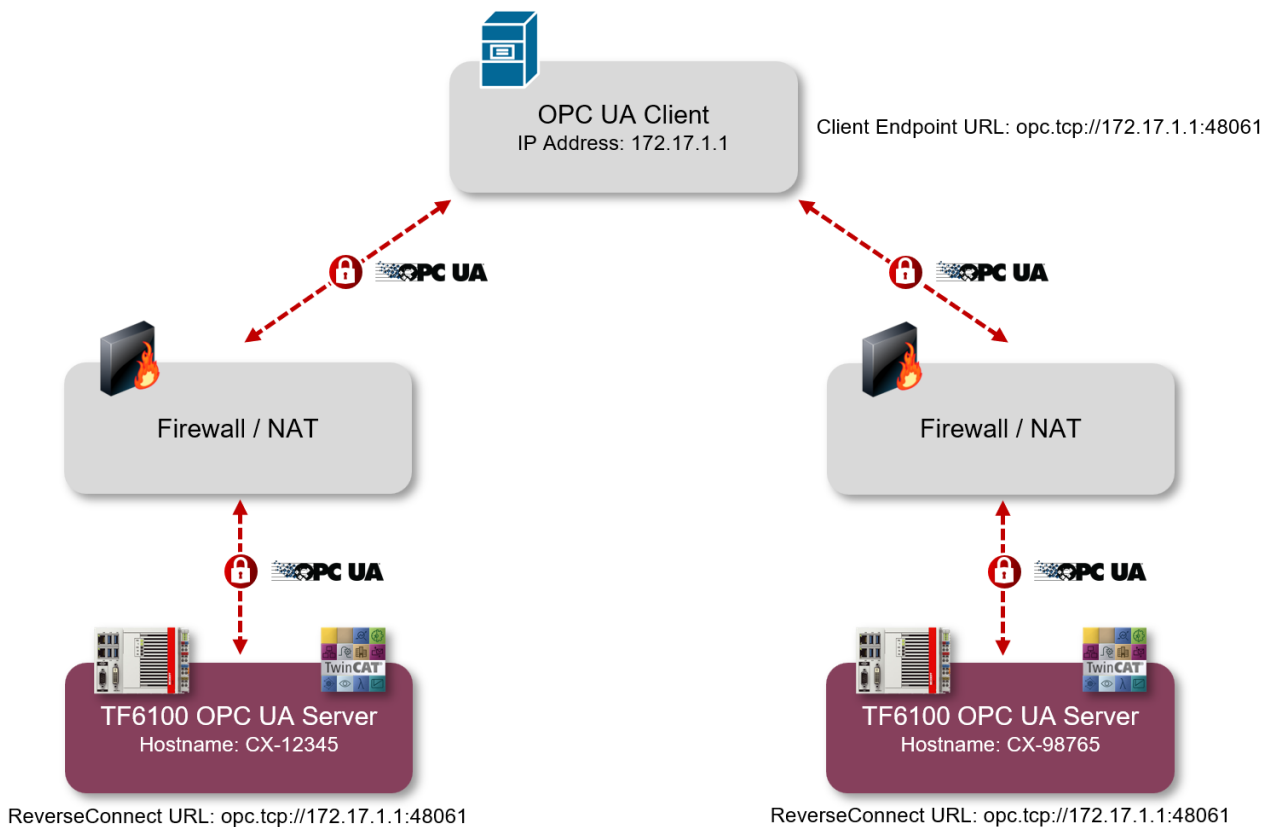 OPC UA Client
IP Address: 172.17.1.1
Client Endpoint URL: opc.tcp://172.17.1.1:48061
OPC UA
OPC UA
Firewall / NAT
Firewall / NAT
OPC UA
OPC UA
TwinCAT
TwinCAT
TF6100 OPC UA Server
Hostname: CX-12345
TF6100 OPC UA Server
Hostname: CX-98765
ReverseConnect URL: opc.tcp://172.17.1.1:48061
ReverseConnect URL: opc.tcp://172.17.1.1:48061